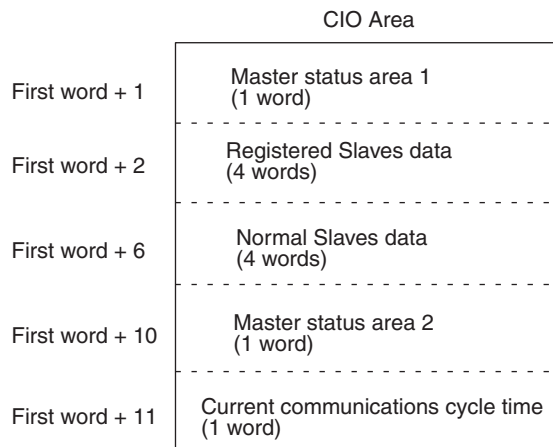 CIO Area
First word + 1
Master status area 1
(1 word)
First word + 2
Registered Slaves data
(4 words)
First word + 6
Normal Slaves data
(4 words)
First word + 10
Master status area 2
(1 word)
First word + 11
Current communications cycle time
(1 word)